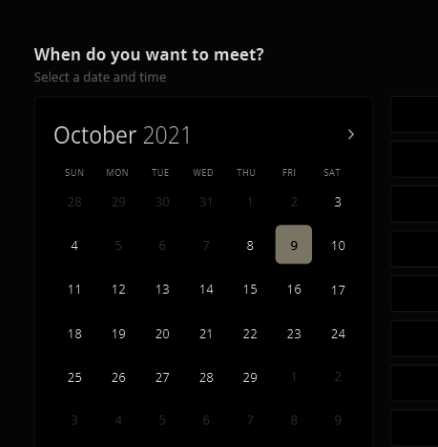 When do you want to meet?
Select a date and time
October 2021 >
SUN MON TUE WED THU FRI SAT
28 29 30 31 1 2 3
4 5 6 7 8 9 10
11 12 13 14 15 16 17
18 19 20 21 22 23 24
25 26 27 28 29 1 2
3 4 5 6 7 8 9